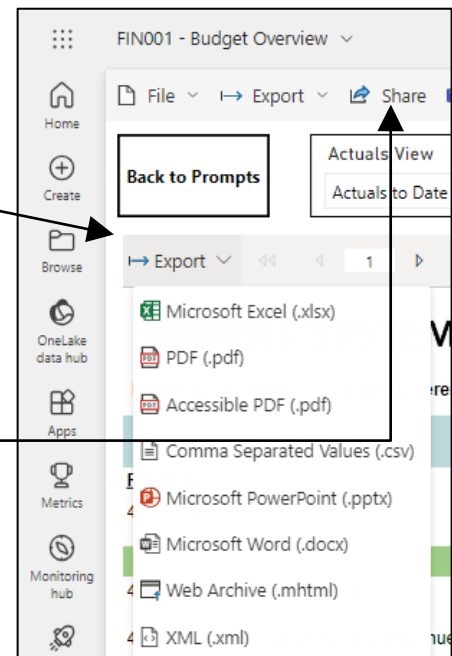 FIN001 - Budget Overview
File Export Share
Home
Create
Browse
OneLake
data hub
Apps
Metrics
Monitoring
hub
Back to Prompts
Actuals View
Actuals to Date
Export 1
Microsoft Excel (.xlsx)
PDF (.pdf)
Accessible PDF (.pdf)
Comma Separated Values (.csv)
Microsoft PowerPoint (.pptx)
Microsoft Word (.docx)
Web Archive (.mhtml)
XML (.xml)